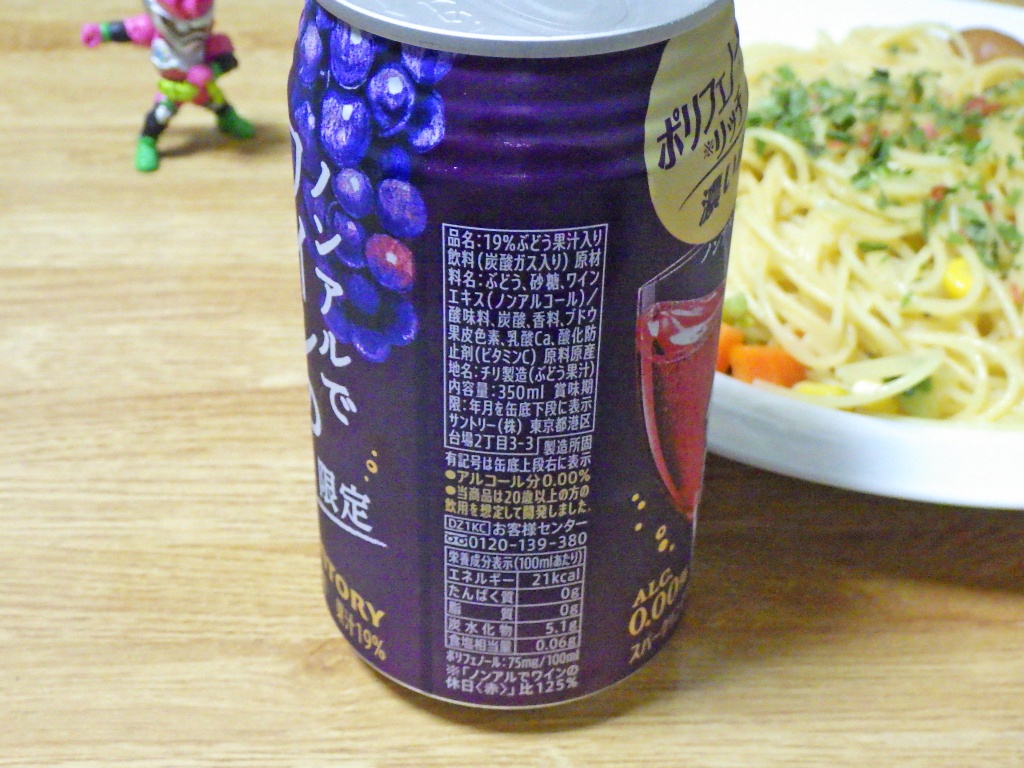 ノンアルで
限定
SUNTORY
果汁19%
品名:19%ぶどう果汁入り
飲料(炭酸ガス入り) 原材
料名:ぶどう、砂糖、ワイン
エキス(ノンアルコール)/
酸味料、炭酸、香料、ブドウ
果皮色素、乳酸Ca、酸化防
止剤(ビタミンC) 原料原産
地名:チリ製造(ぶどう果汁)
内容量:350ml 賞味期
限:年月を缶底下段に表示
サントリー(株) 東京都港区
台場2丁目3-3 製造所固
有記号は缶底上段右に表示
●アルコール分0.00%
●当商品は20歳以上の方の
飲用を想定して開発しました.
DZ1KC お客様センター
0120-139-380
栄養成分表示(100mlあたり)
エネルギー 21kcal
たんぱく質 0g
脂質 0g
炭水化物 5.1g
食塩相当量 0.06g
ポリフェノール:75mg/100ml
※「ノンアルでワインの
休日〈赤〉」比125%
ポリフェノ
※リッチ
濃い
ALC.
0.00%